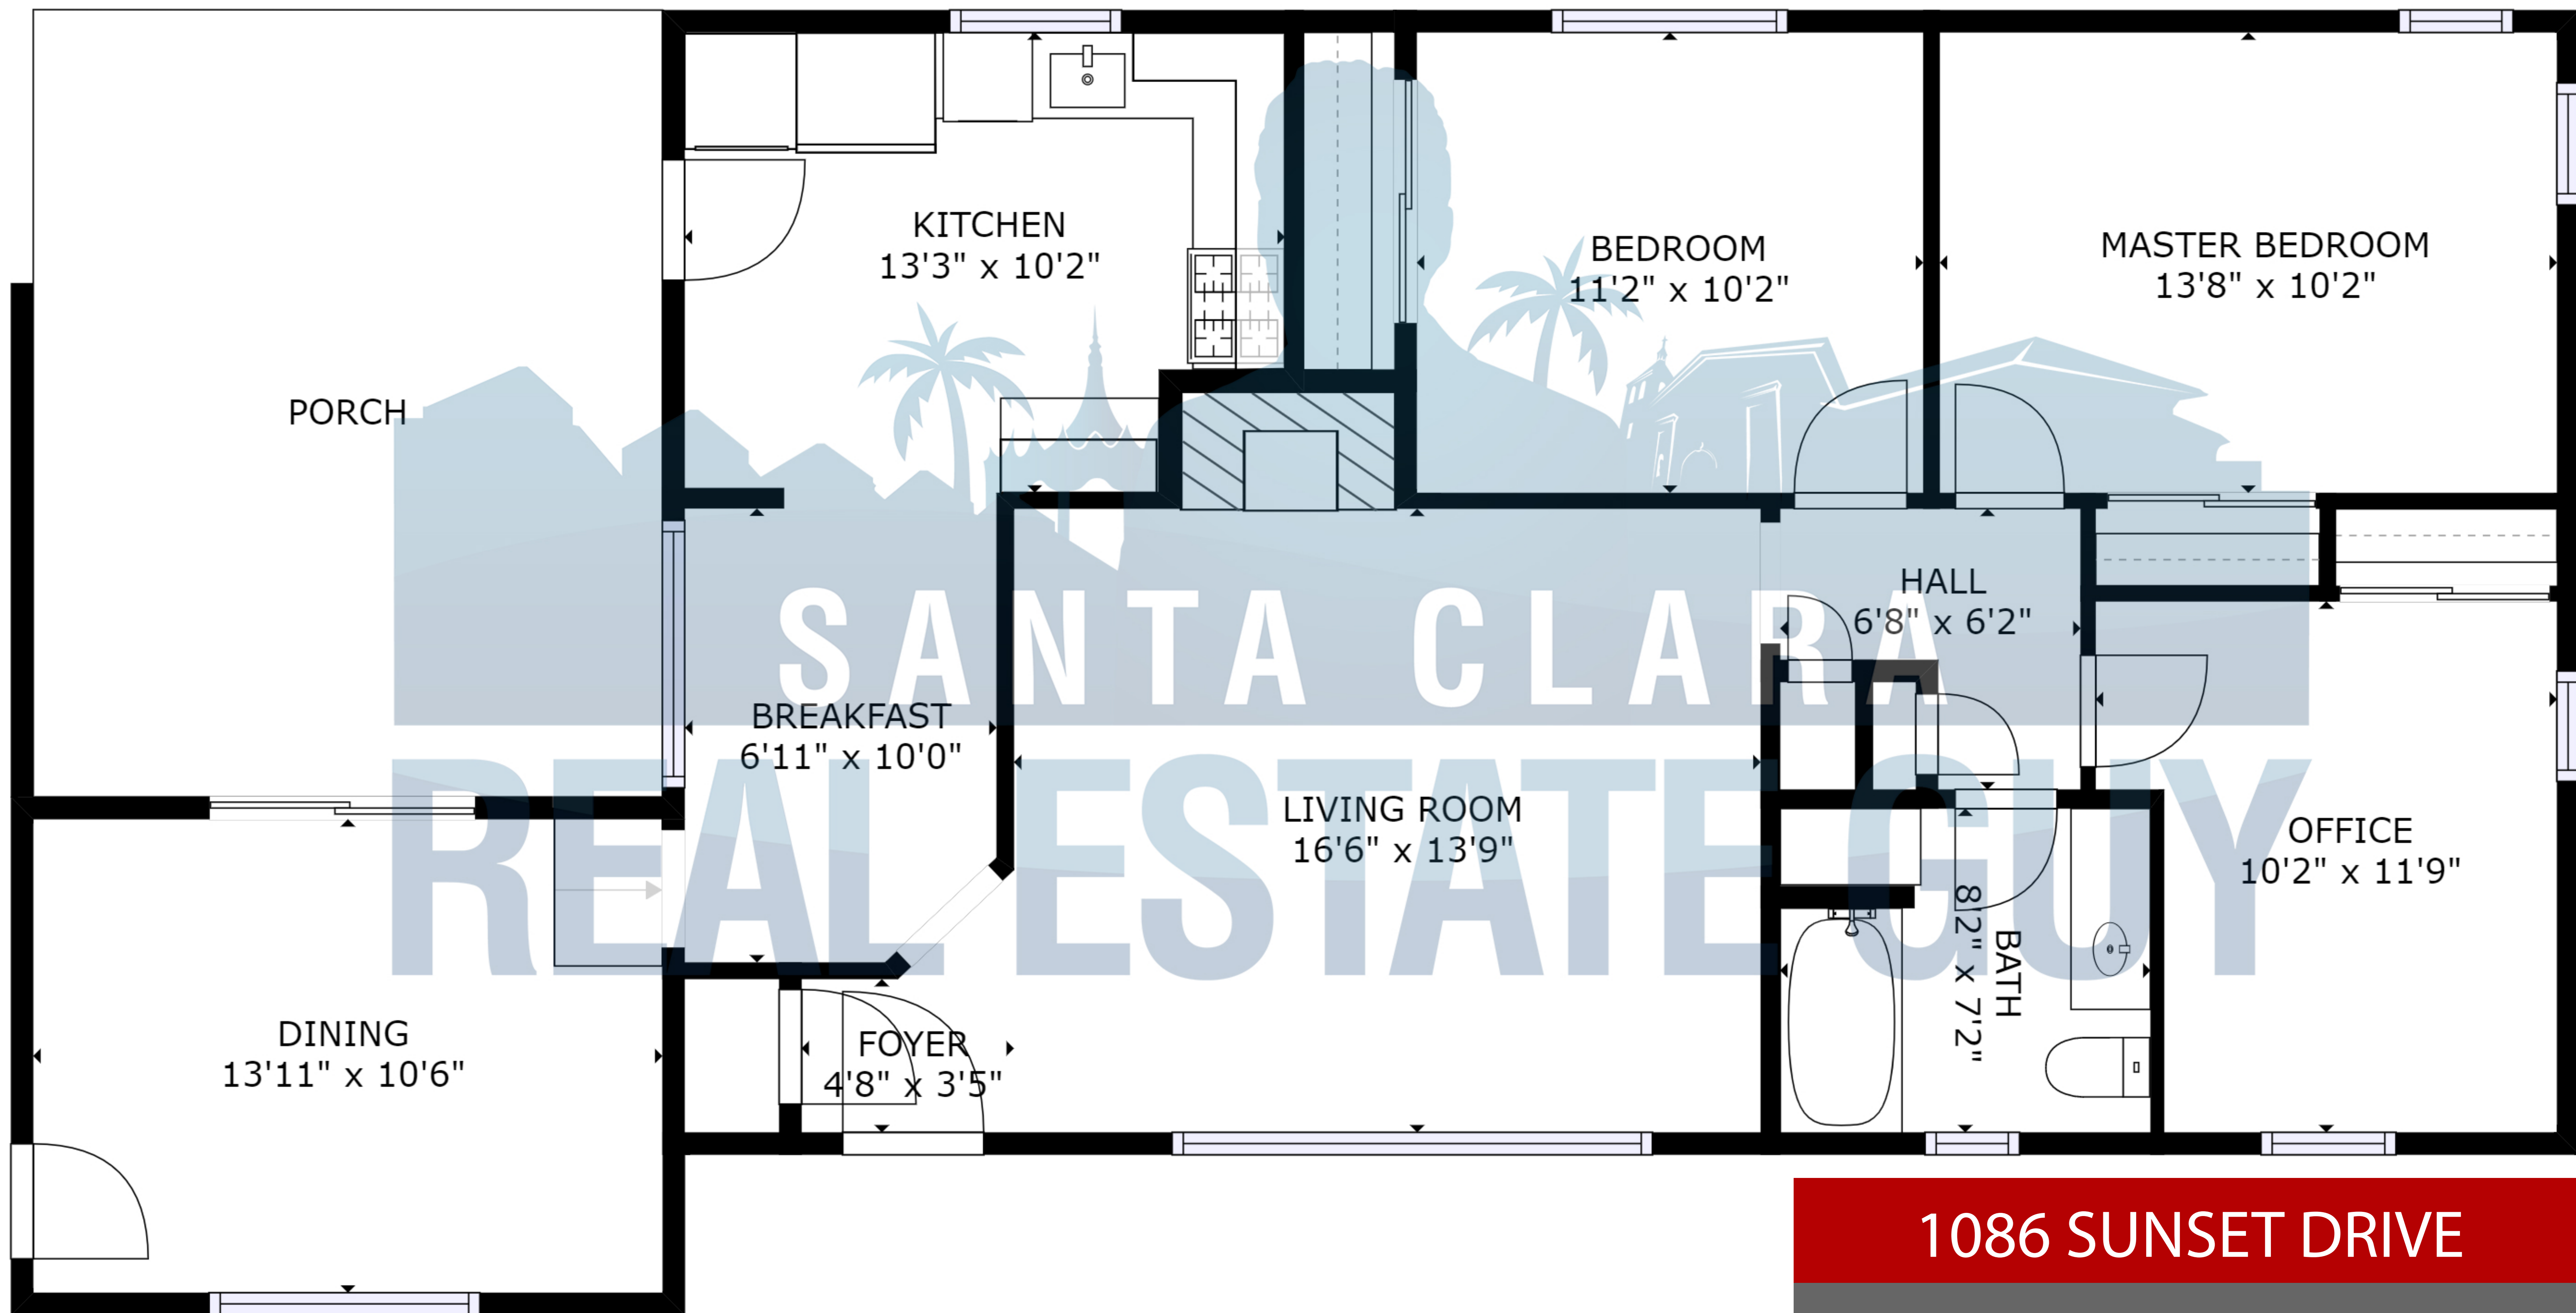 KITCHEN
13'3" x 10'2"
BEDROOM
11'2" x 10'2"
MASTER BEDROOM
13'8" x 10'2"
PORCH
HALL
6'8" x 6'2"
SANTA CLARA
BREAKFAST
6'11" x 10'0"
REAL ESTATE GUY
LIVING ROOM
16'6" x 13'9"
OFFICE
10'2" x 11'9"
BATH
8'2" x 7'2"
DINING
13'11" x 10'6"
FOYER
4'8" x 3'5"
1086 SUNSET DRIVE